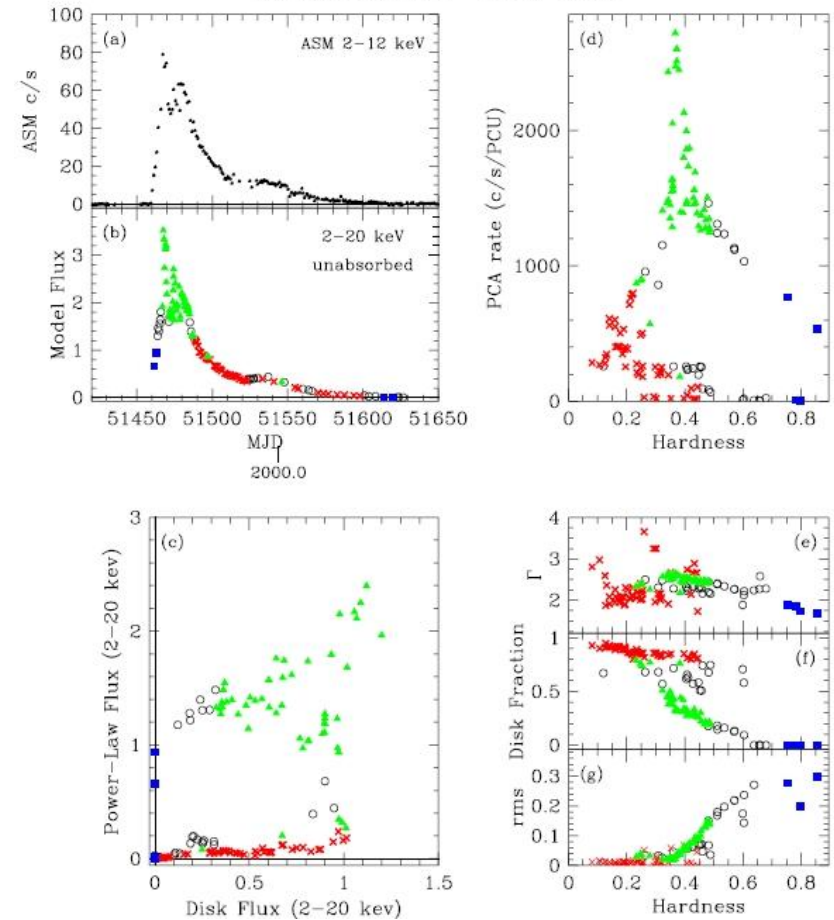 100
80
60
40
20
0
ASM c/s
(a)
ASM 2-12 keV
3
2
1
0
Model Flux
(b)
2-20 keV
unabsorbed
51450 51500 51550 51600 51650
MJD
2000.0
2000
1000
0
PCA rate (c/s/PCU)
(d)
0 0.2 0.4 0.6 0.8
Hardness
3
2
1
0
Power-Law Flux (2-20 kev)
(c)
0 0.5 1 1.5
Disk Flux (2-20 kev)
4
3
2
Γ
(e)
1
0.5
0
Disk Fraction
(f)
0.3
0.2
0.1
0
rms
(g)
0 0.2 0.4 0.6 0.8
Hardness